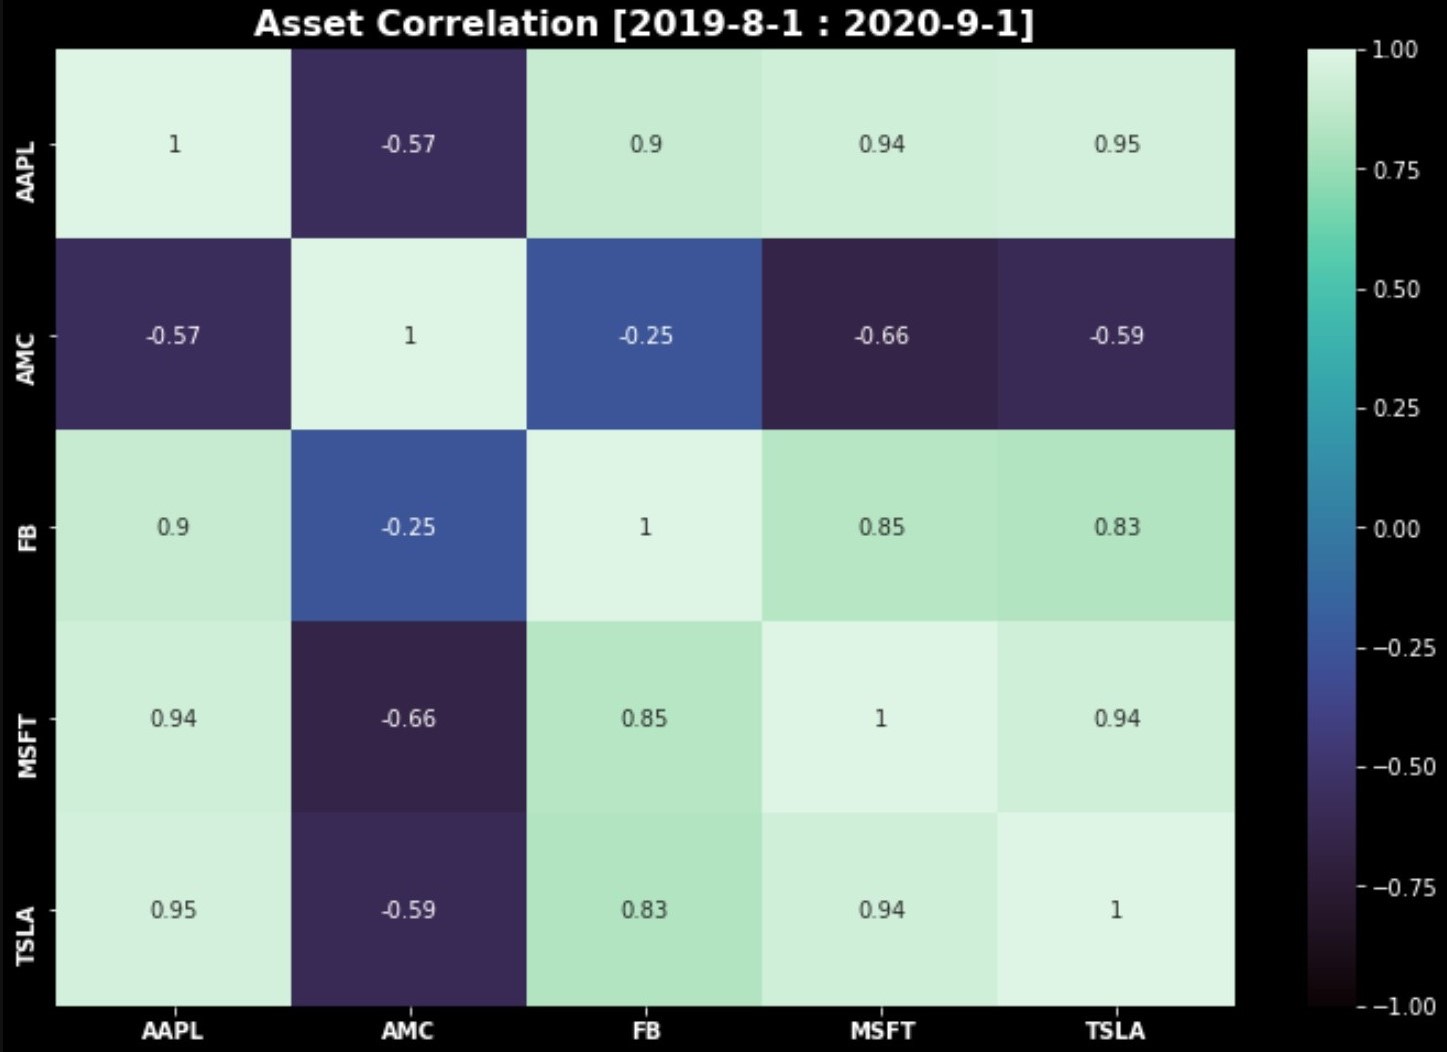 Asset Correlation [2019-8-1 : 2020-9-1]
AAPL 1 -0.57 0.9 0.94 0.95
AMC -0.57 1 -0.25 -0.66 -0.59
FB 0.9 -0.25 1 0.85 0.83
MSFT 0.94 -0.66 0.85 1 0.94
TSLA 0.95 -0.59 0.83 0.94 1
AAPL AMC FB MSFT TSLA
1.00
0.75
0.50
0.25
0.00
−0.25
−0.50
−0.75
−1.00